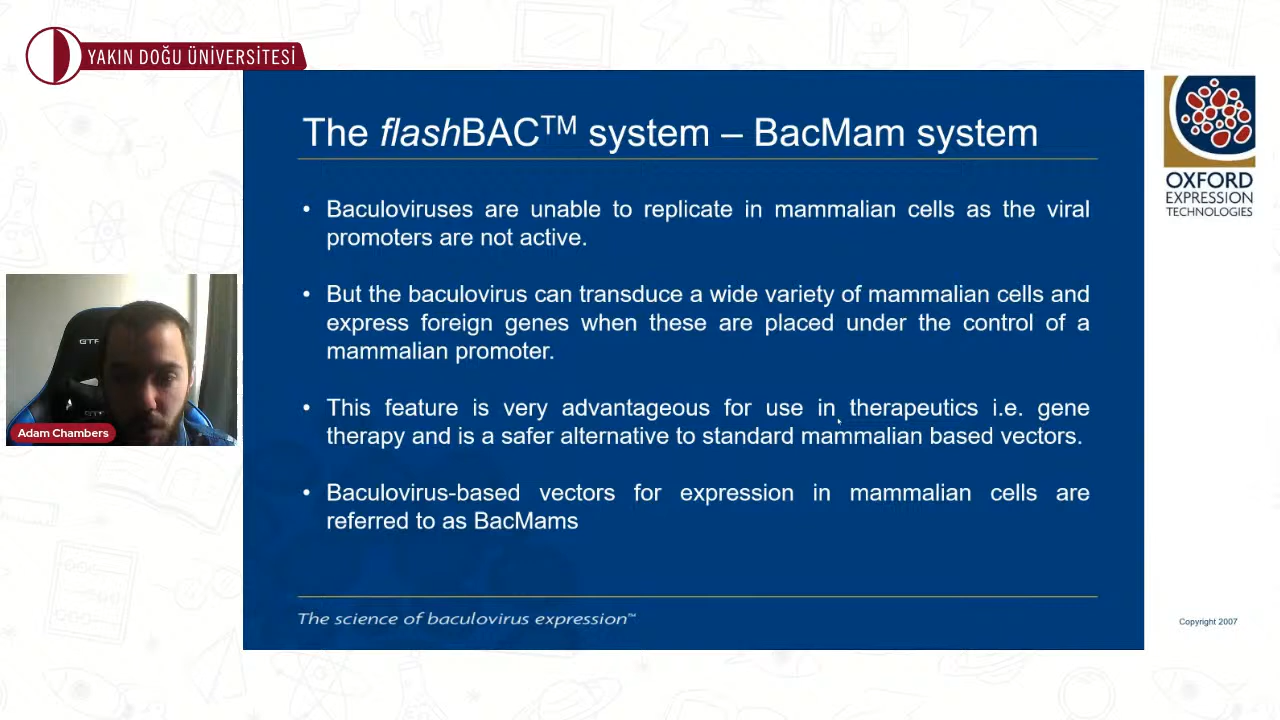 YAKIN DOĞU ÜNİVERSİTESİ
The flashBAC™ system – BacMam system
• Baculoviruses are unable to replicate in mammalian cells as the viral
promoters are not active.
• But the baculovirus can transduce a wide variety of mammalian cells and
express foreign genes when these are placed under the control of a
mammalian promoter.
• This feature is very advantageous for use in therapeutics i.e. gene
therapy and is a safer alternative to standard mammalian based vectors.
• Baculovirus-based vectors for expression in mammalian cells are
referred to as BacMams
The science of baculovirus expression™
OXFORD
EXPRESSION
TECHNOLOGIES
Copyright 2007
Adam Chambers